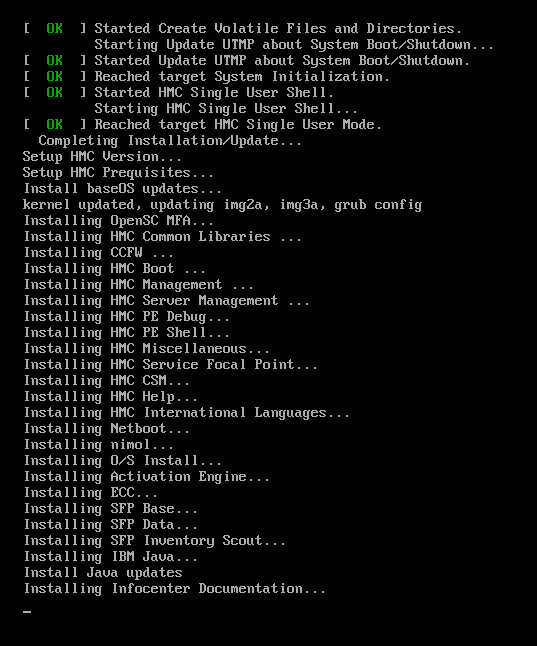 [  OK  ] Started Create Volatile Files and Directories.
         Starting Update UTMP about System Boot/Shutdown...
[  OK  ] Started Update UTMP about System Boot/Shutdown.
[  OK  ] Reached target System Initialization.
[  OK  ] Started HMC Single User Shell.
         Starting HMC Single User Shell...
[  OK  ] Reached target HMC Single User Mode.
  Completing Installation/Update...
Setup HMC Version...
Setup HMC Prequisites...
Install baseOS updates...
kernel updated, updating img2a, img3a, grub config
Installing OpenSC MFA...
Installing HMC Common Libraries ...
Installing CCFW ...
Installing HMC Boot ...
Installing HMC Management ...
Installing HMC Server Management ...
Installing HMC PE Debug...
Installing HMC PE Shell...
Installing HMC Miscellaneous...
Installing HMC Service Focal Point...
Installing HMC CSM...
Installing HMC Help...
Installing HMC International Languages...
Installing Netboot...
Installing nimol...
Installing O/S Install...
Installing Activation Engine...
Installing ECC...
Installing SFP Base...
Installing SFP Data...
Installing SFP Inventory Scout...
Installing IBM Java...
Install Java updates
Installing Infocenter Documentation...
_